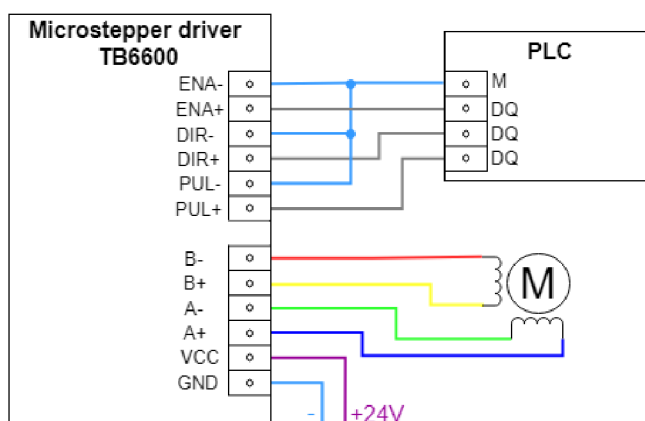 Microstepper driver
TB6600
PLC
ENA-
M
ENA+
DQ
DIR-
DQ
DIR+
DQ
PUL-
PUL+
B-
B+
M
A-
A+
VCC
GND
- +24V